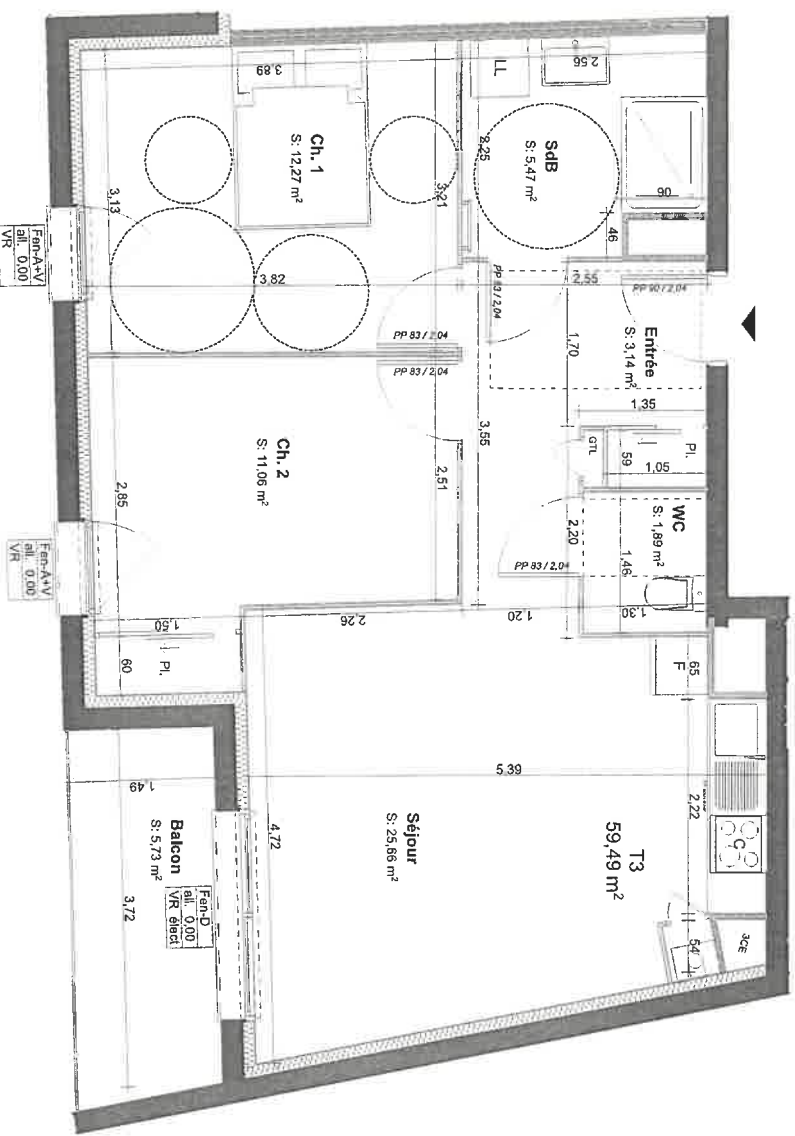 LL
2,56
SdB
S: 5,47 m²
90
46
3,89
Ch. 1
S: 12,27 m²
3,25
3,21
3,13
3,82
Fen-A+V
all. 0,00
VR
PP 83 / 2,04
PP 83 / 2,04
PP 83 / 2,04
2,55
PP 90 / 2,04
Entrée
S: 3,14 m²
1,70
1,35
Pl.
59
1,05
GTL
3,55
WC
S: 1,89 m²
2,20
1,46
PP 83 / 2,04
1,30
1,20
Ch. 2
S: 11,06 m²
2,51
2,85
2,26
Fen-A+V
all. 0,00
VR
1,50
60
Pl.
F
65
2,22
C
T3
59,49 m²
5,39
Séjour
S: 25,66 m²
4,72
54
3CE
1,49
Balcon
S: 5,73 m²
Fen-D
all. 0,00
VR élect
3,72